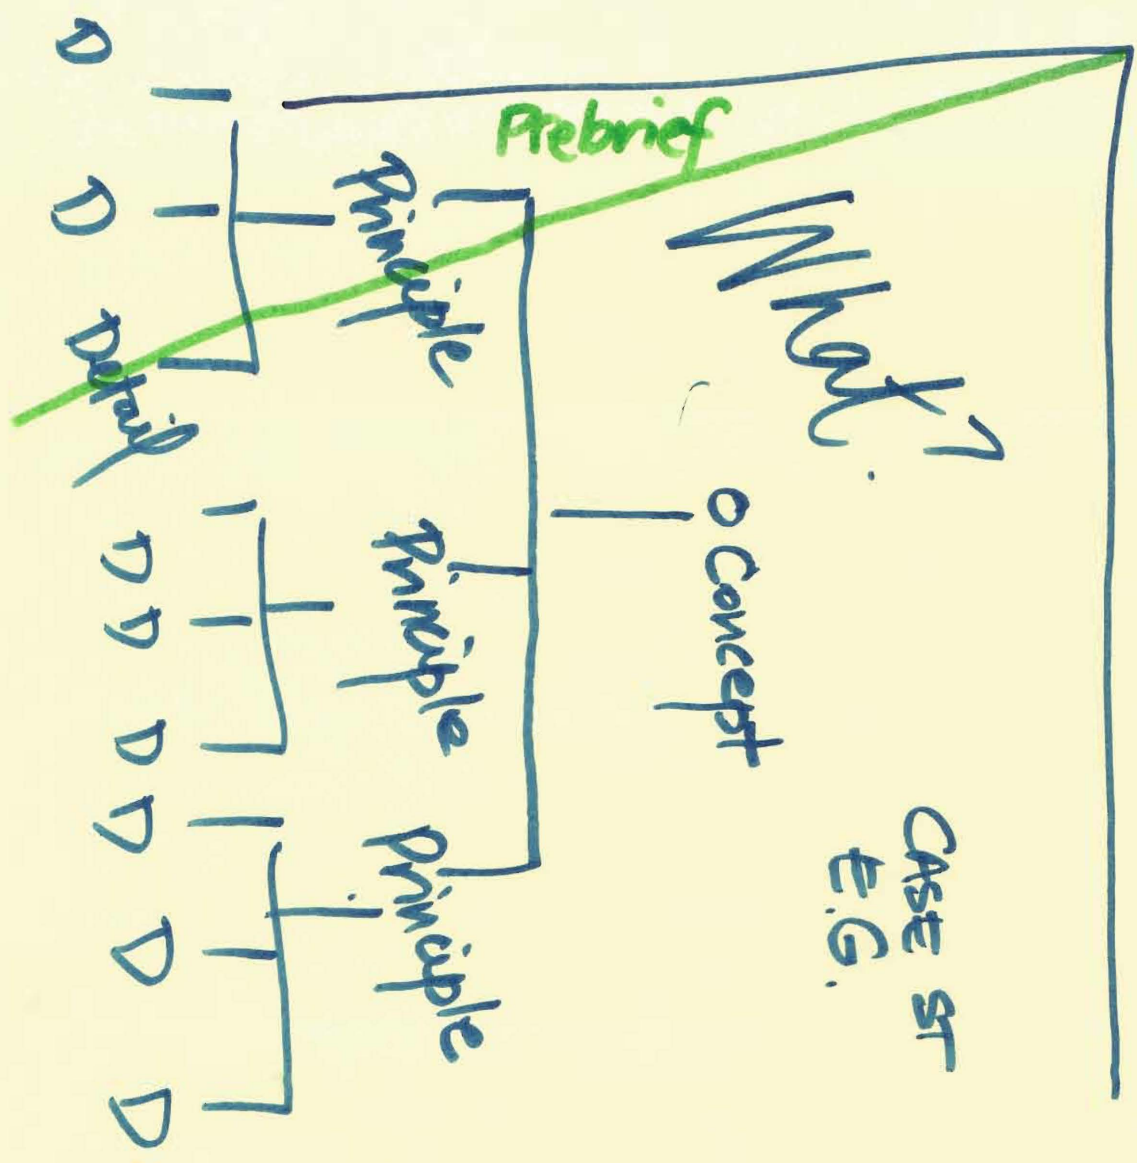 What?
CASE ST
E.G.
Prebrief
Concept
Principle Principle Principle
D D Detail D D D D D D